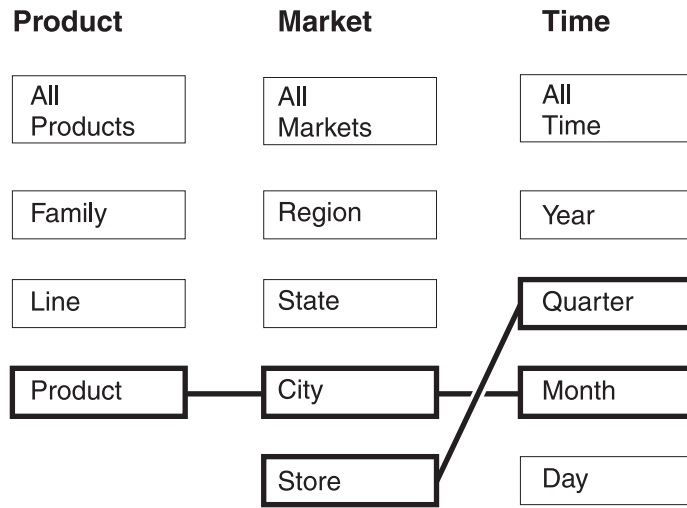 Product
Market
Time
All
Products
All
Markets
All
Time
Family
Region
Year
Line
State
Quarter
Product
City
Month
Store
Day